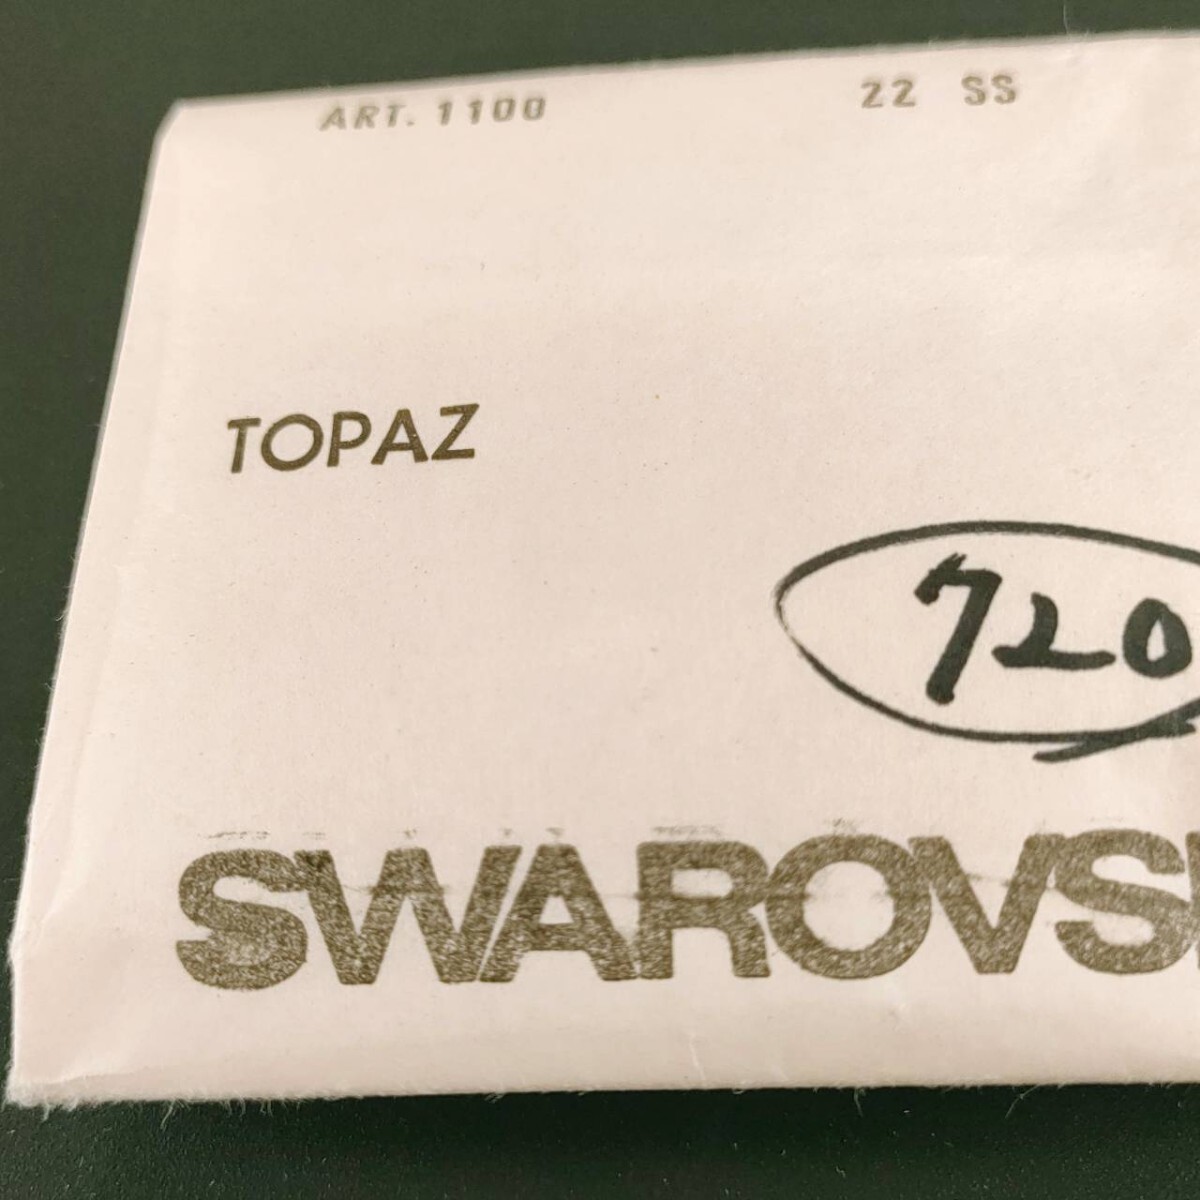 ART. 1100 22 SS
TOPAZ
720
SWAROVS